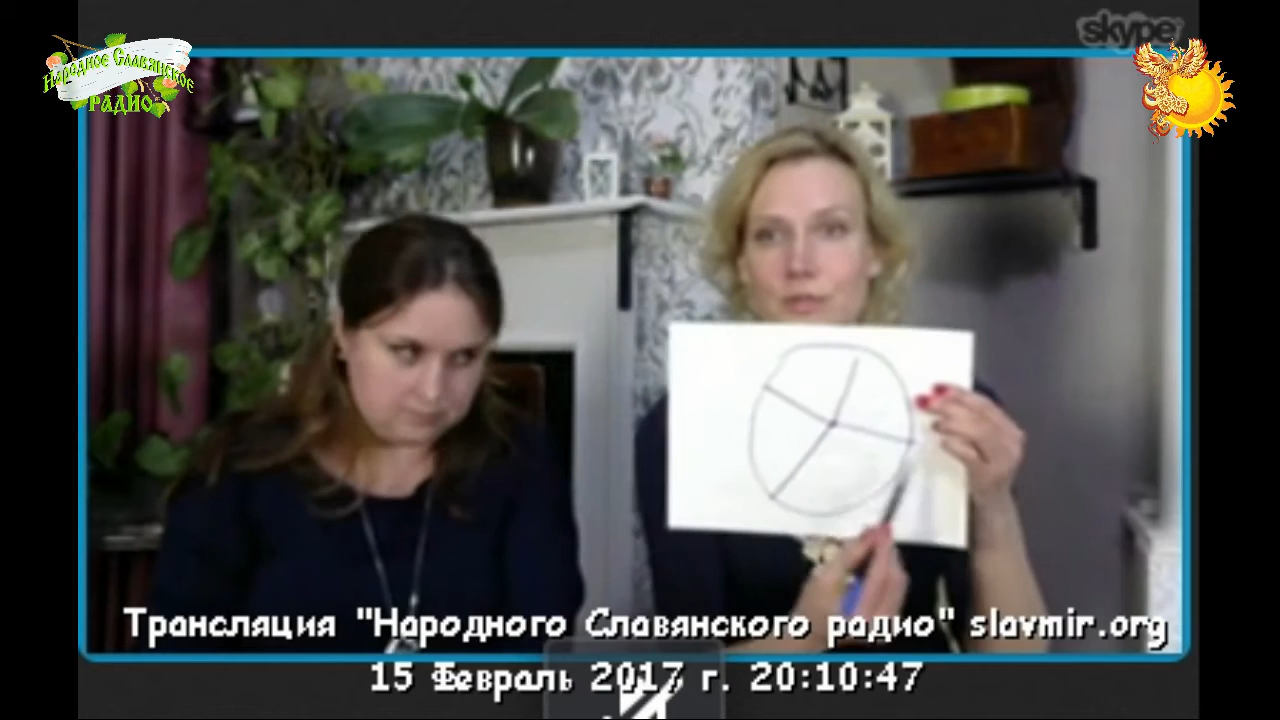 skype
Народное Славянское
РАДИО
Трансляция "Народного Славянского радио" slavmir.org
15 Февраль 2017 г. 20:10:47